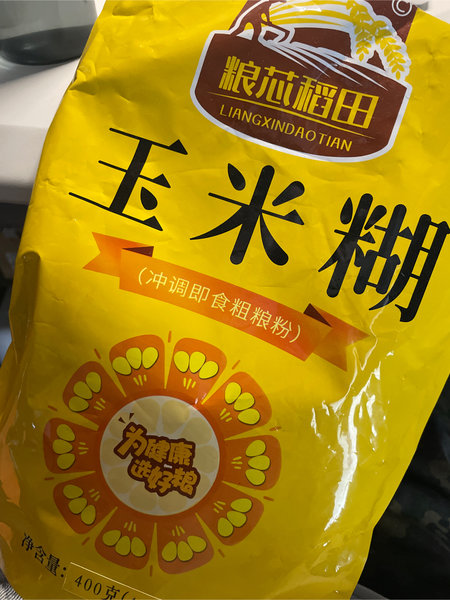 ©
粮芯稻田
LIANGXINDAOTIAN
玉米糊
(冲调即食粗粮粉)
为健康
选好粮
净含量:
400克(